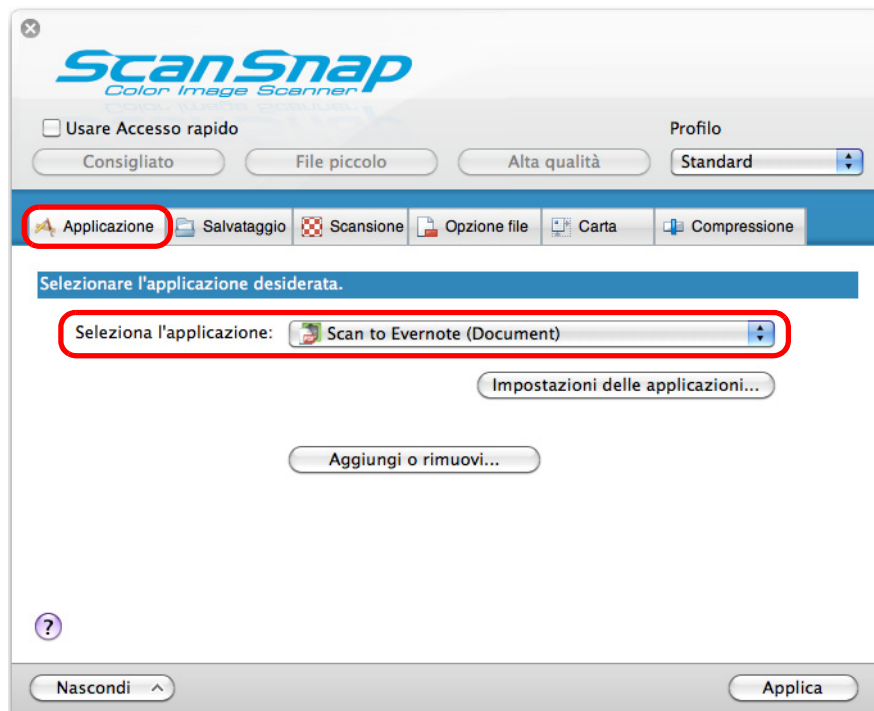 ScanSnap
Color Image Scanner
Usare Accesso rapido
Profilo
Consigliato File piccolo Alta qualità Standard
Applicazione Salvataggio Scansione Opzione file Carta Compressione
Selezionare l'applicazione desiderata.
Seleziona l'applicazione: Scan to Evernote (Document)
Impostazioni delle applicazioni...
Aggiungi o rimuovi...
?
Nascondi Applica